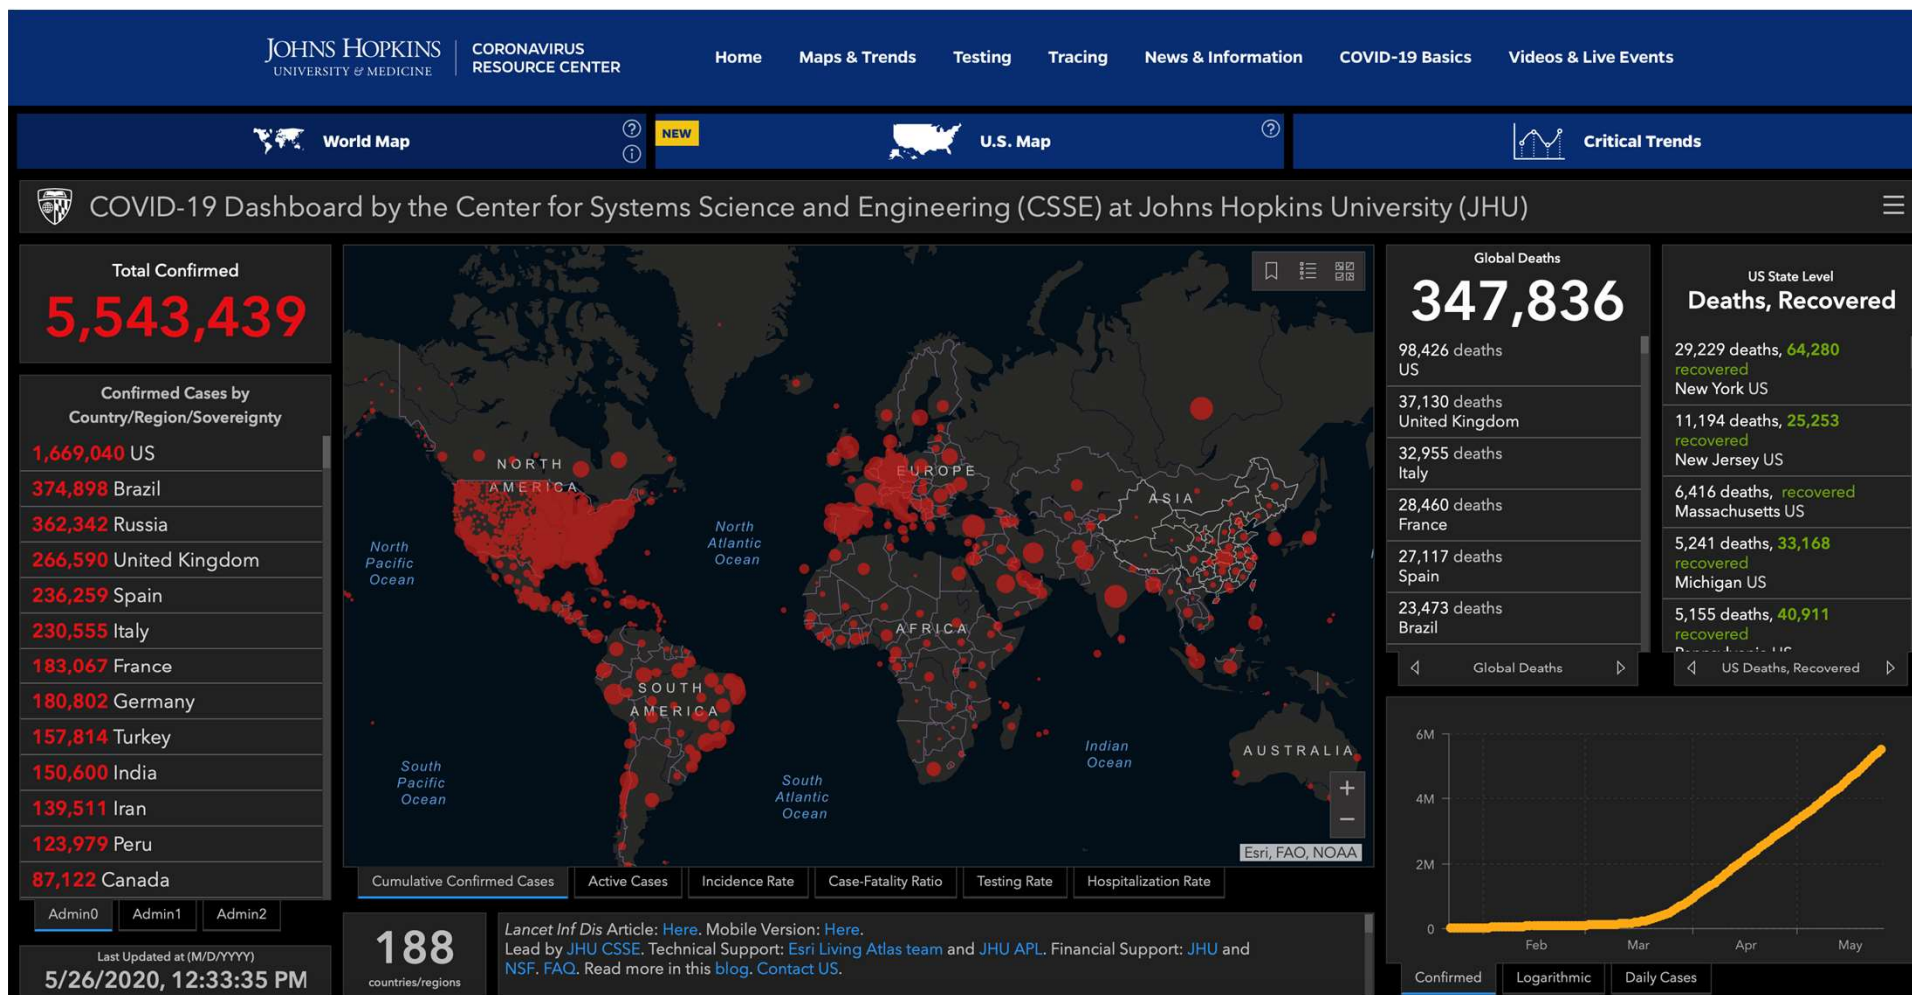 JOHNS HOPKINS
UNIVERSITY & MEDICINE
CORONAVIRUS
RESOURCE CENTER
Home
Maps & Trends
Testing
Tracing
News & Information
COVID-19 Basics
Videos & Live Events
World Map
NEW
U.S. Map
Critical Trends
COVID-19 Dashboard by the Center for Systems Science and Engineering (CSSE) at Johns Hopkins University (JHU)
Total Confirmed
5,543,439
Confirmed Cases by
Country/Region/Sovereignty
1,669,040 US
374,898 Brazil
362,342 Russia
266,590 United Kingdom
236,259 Spain
230,555 Italy
183,067 France
180,802 Germany
157,814 Turkey
150,600 India
139,511 Iran
123,979 Peru
87,122 Canada
Admin0
Admin1
Admin2
Last Updated at (M/D/YYYY)
5/26/2020, 12:33:35 PM
NORTH
AMERICA
EUROPE
ASIA
North
Pacific
Ocean
North
Atlantic
Ocean
AFRICA
SOUTH
AMERICA
Indian
Ocean
AUSTRALIA
South
Pacific
Ocean
South
Atlantic
Ocean
Esri, FAO, NOAA
Cumulative Confirmed Cases
Active Cases
Incidence Rate
Case-Fatality Ratio
Testing Rate
Hospitalization Rate
188
countries/regions
Lancet Inf Dis Article: Here. Mobile Version: Here.
Lead by JHU CSSE. Technical Support: Esri Living Atlas team and JHU APL. Financial Support: JHU and
NSF. FAQ. Read more in this blog. Contact US.
Global Deaths
347,836
98,426 deaths
US
37,130 deaths
United Kingdom
32,955 deaths
Italy
28,460 deaths
France
27,117 deaths
Spain
23,473 deaths
Brazil
Global Deaths
US State Level
Deaths, Recovered
29,229 deaths, 64,280
recovered
New York US
11,194 deaths, 25,253
recovered
New Jersey US
6,416 deaths, recovered
Massachusetts US
5,241 deaths, 33,168
recovered
Michigan US
5,155 deaths, 40,911
recovered
Pennsylvania US
US Deaths, Recovered
6M
4M
2M
0
Feb
Mar
Apr
May
Confirmed
Logarithmic
Daily Cases